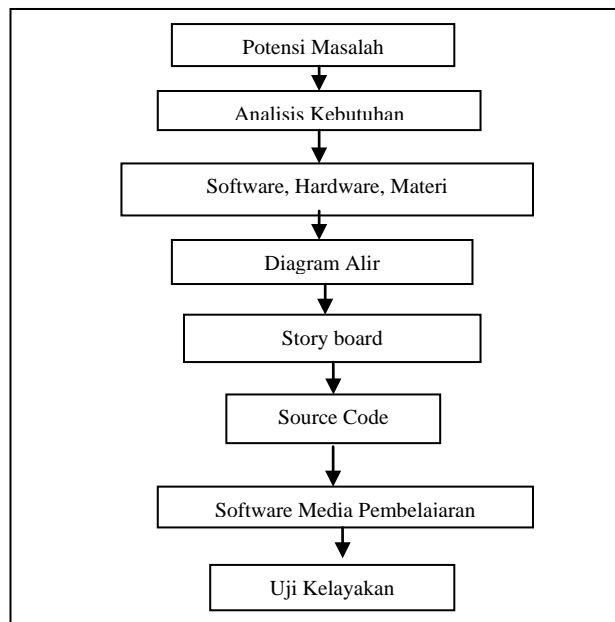 Potensi Masalah
Analisis Kebutuhan
Software, Hardware, Materi
Diagram Alir
Story board
Source Code
Software Media Pembelajaran
Uji Kelayakan